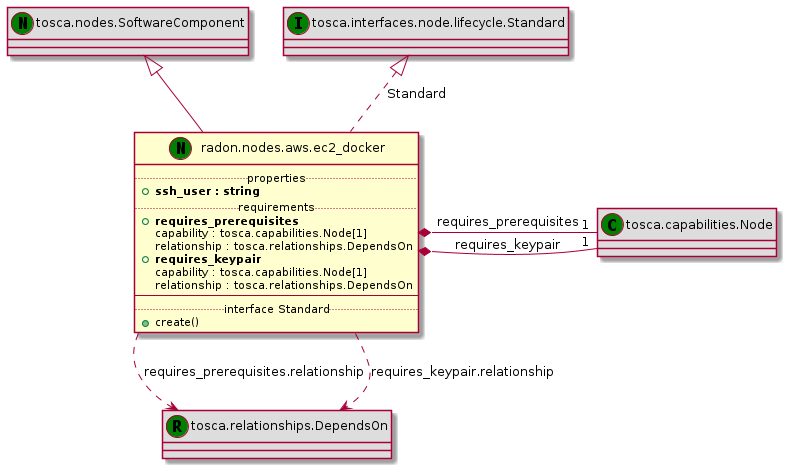 N tosca.nodes.SoftwareComponent
I tosca.interfaces.node.lifecycle.Standard
Standard
N radon.nodes.aws.ec2_docker
properties
ssh_user : string
requirements
requires_prerequisites
capability : tosca.capabilities.Node[1]
relationship : tosca.relationships.DependsOn
requires_keypair
capability : tosca.capabilities.Node[1]
relationship : tosca.relationships.DependsOn
interface Standard
create()
requires_prerequisites 1
requires_keypair 1
C tosca.capabilities.Node
requires_prerequisites.relationship
requires_keypair.relationship
R tosca.relationships.DependsOn